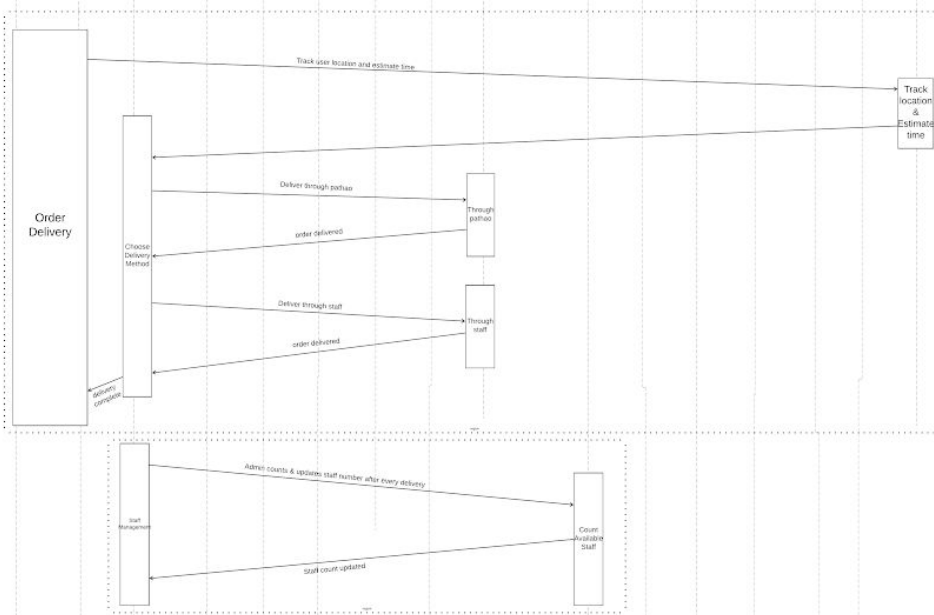 Track user location and estimate time
Track
location
&
Estimate
time
Order
Delivery
Deliver through pathao
Through
pathao
order delivered
Choose
Delivery
Method
Deliver through staff
Through
staff
order delivered
delivery
complete
Admin counts & updates staff number after every delivery
Staff
Management
Count
Available
Staff
Staff count updated